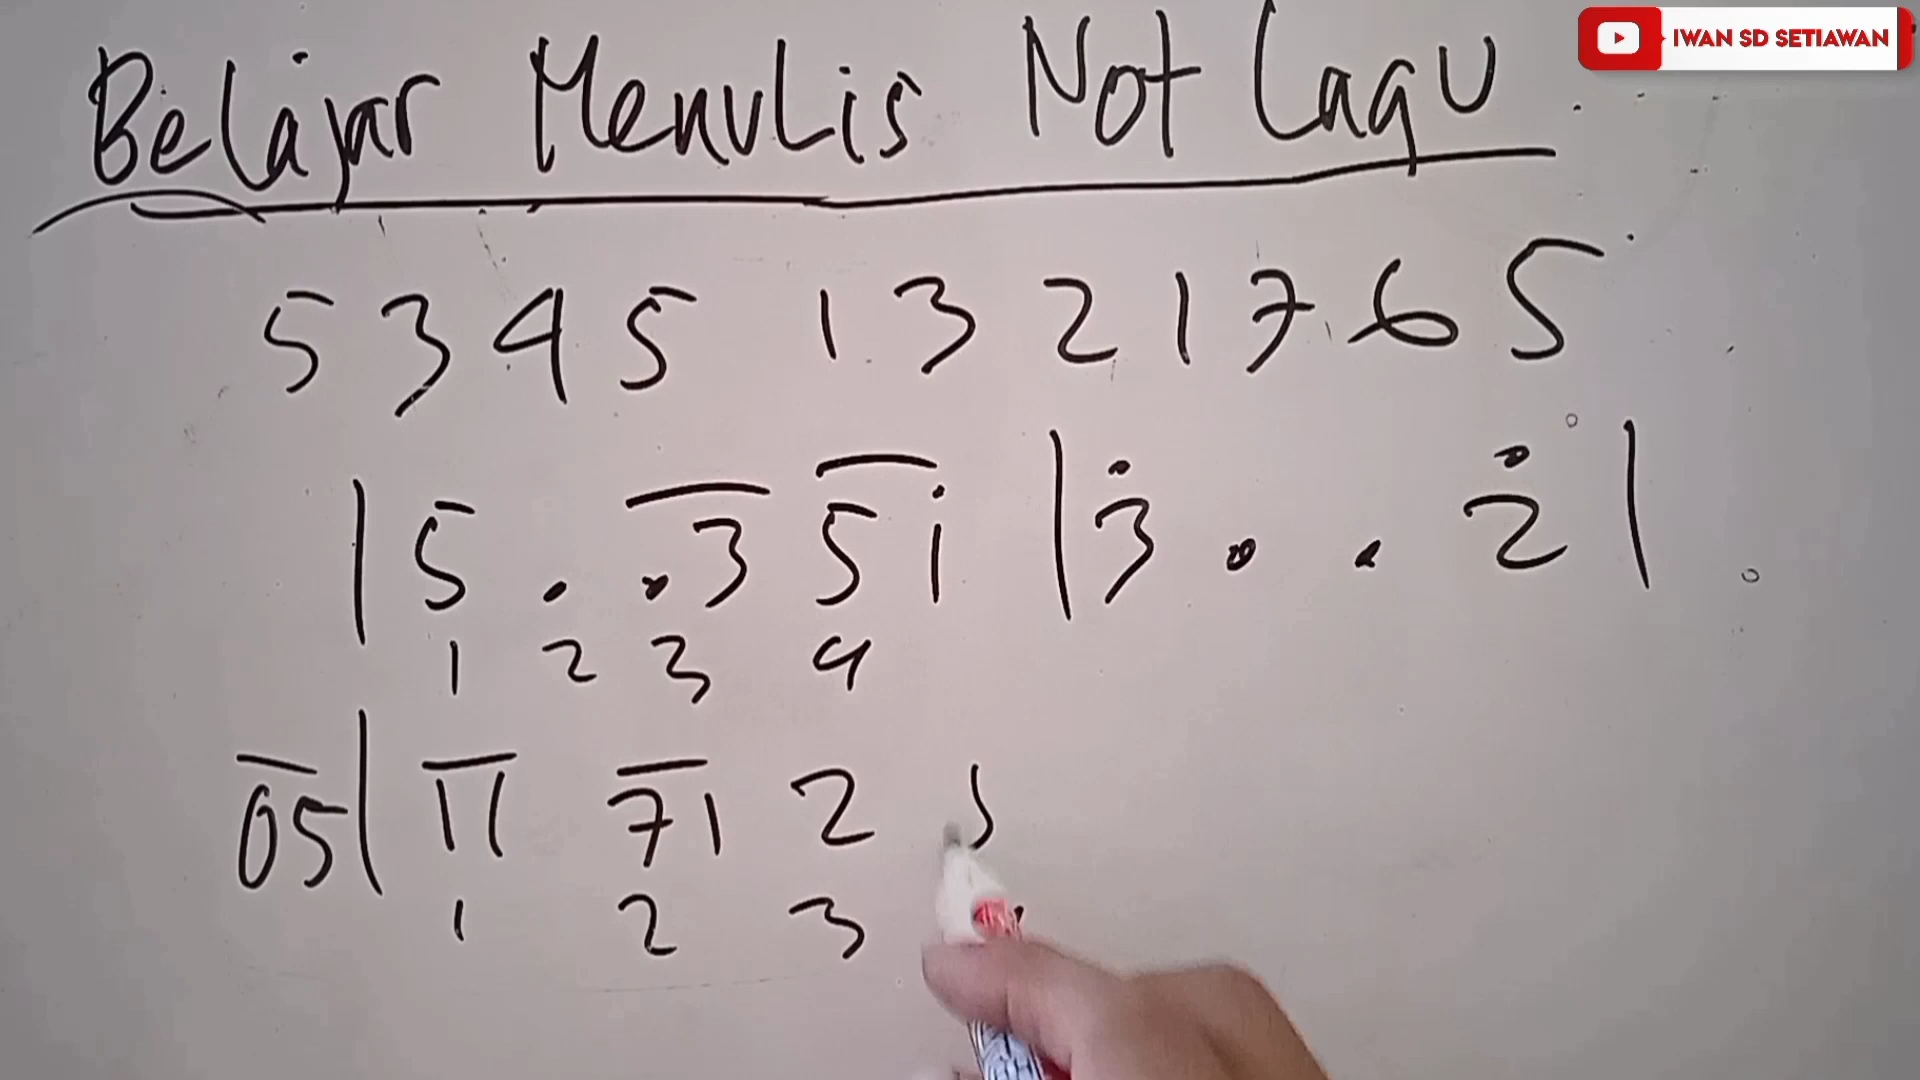 IWAN SD SETIAWAN
Belajar Menulis Not Lagu
5 3 4 5 1 3 2 1 7 6 5
| 5 . . 3 5 i | 3 . . 2 |
1 2 3 4
05 | 11 71 2
1 2 3